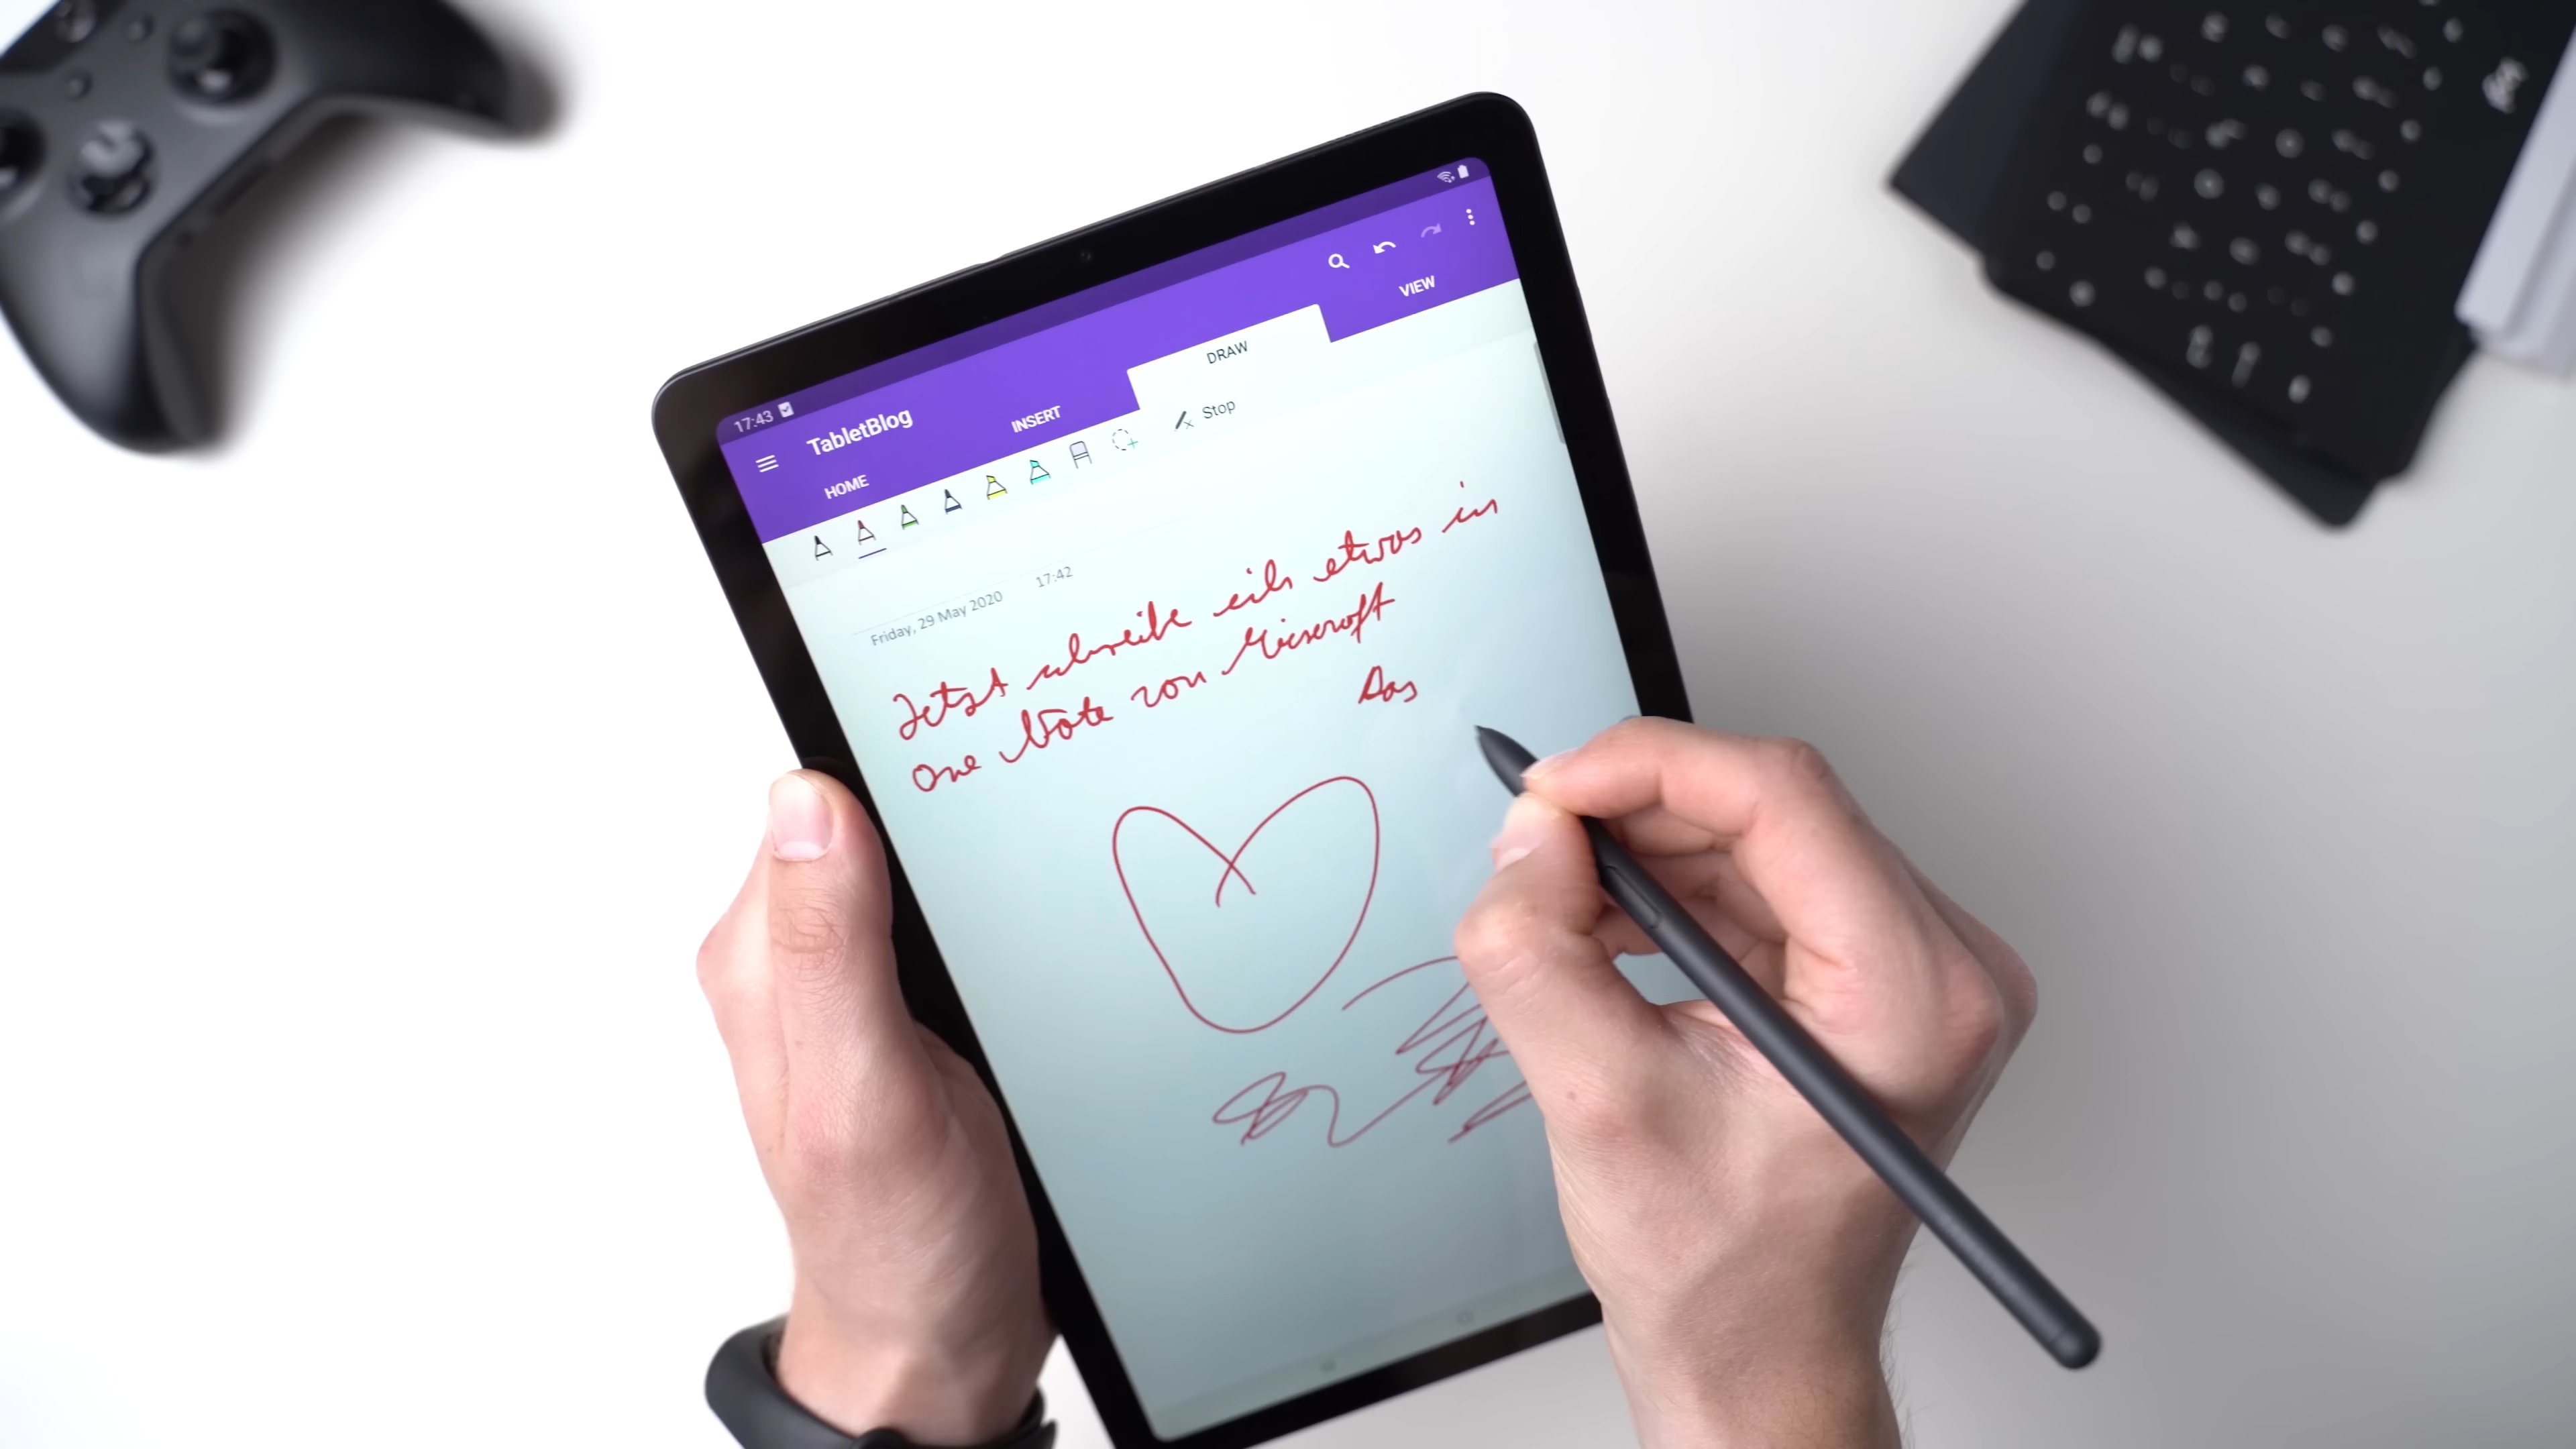 17:43
TabletBlog
HOME
INSERT
DRAW
VIEW
Stop
Friday, 29 May 2020 17:42
Jetzt schreibe ich etwas in
One Note von Microsoft
Das